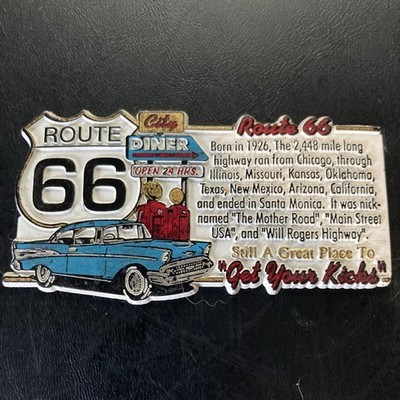 ROUTE
66
City
DINER
OPEN 24 HRS.
Route 66
Born in 1926, The 2,448 mile long
highway ran from Chicago, through
Illinois, Missouri, Kansas, Oklahoma,
Texas, New Mexico, Arizona, California,
and ended in Santa Monica. It was nick-
named "The Mother Road", "Main Street
USA", and "Will Rogers Highway".
Still A Great Place To
"Get Your Kicks"